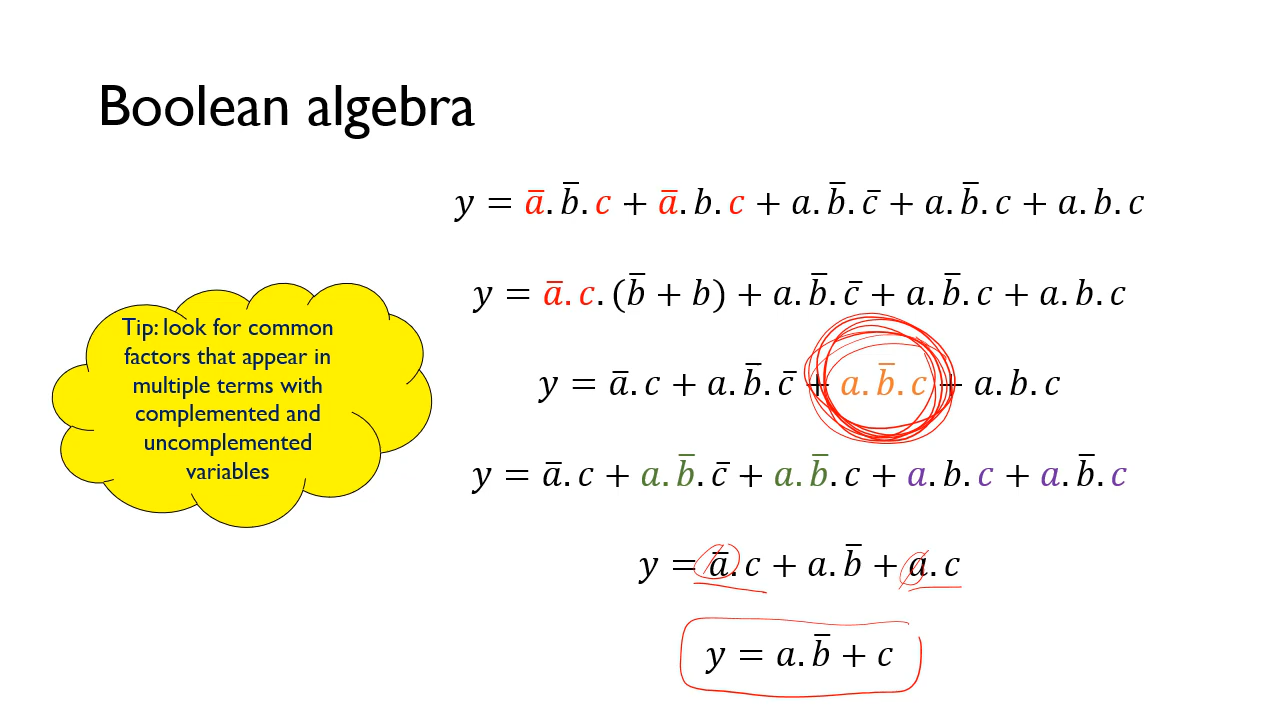 Boolean algebra
y = a̅.b̅.c + a̅.b.c + a.b̅.c̅ + a.b̅.c + a.b.c
y = a̅.c.(b̅ + b) + a.b̅.c̅ + a.b̅.c + a.b.c
y = a̅.c + a.b̅.c̅ + a.b̅.c + a.b.c
y = a̅.c + a.b̅.c̅ + a.b̅.c + a.b.c + a.b̅.c
y = a̅.c + a.b̅ + a.c
y = a.b̅ + c
Tip: look for common
factors that appear in
multiple terms with
complemented and
uncomplemented
variables